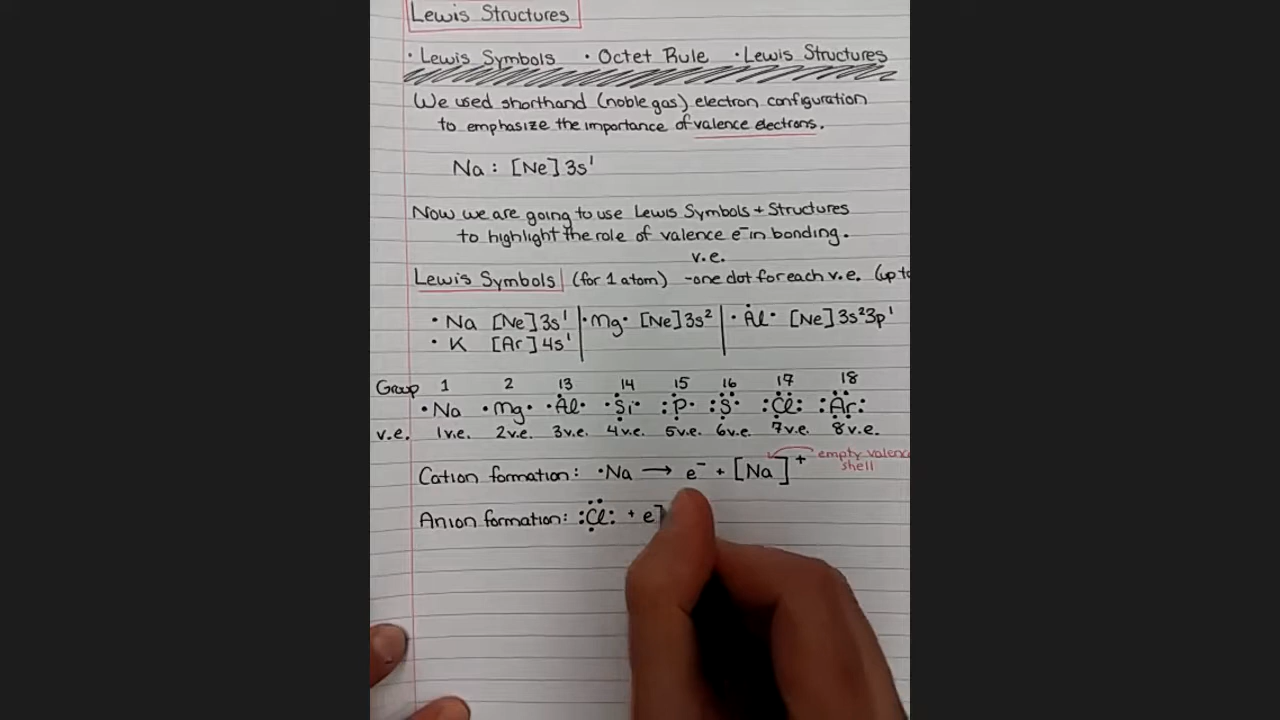 Lewis Structures
· Lewis Symbols · Octet Rule · Lewis Structures
We used shorthand (noble gas) electron configuration
to emphasize the importance of valence electrons.
Na : [Ne] 3s¹
Now we are going to use Lewis Symbols + Structures
to highlight the role of valence e⁻ in bonding.
v.e.
Lewis Symbols (for 1 atom) - one dot for each v.e. (up to
· Na [Ne] 3s¹ | · Mg · [Ne] 3s² | · Al · [Ne] 3s²3p¹
· K [Ar] 4s¹
Group 1 2 13 14 15 16 17 18
· Na · Mg · · Al · · Si · : P · : S · : Cl : : Ar :
v.e. 1v.e. 2v.e. 3v.e. 4v.e. 5v.e. 6v.e. 7v.e. 8v.e.
empty valence
shell
Cation formation: · Na → e⁻ + [Na]⁺
Anion formation: : Cl : + e